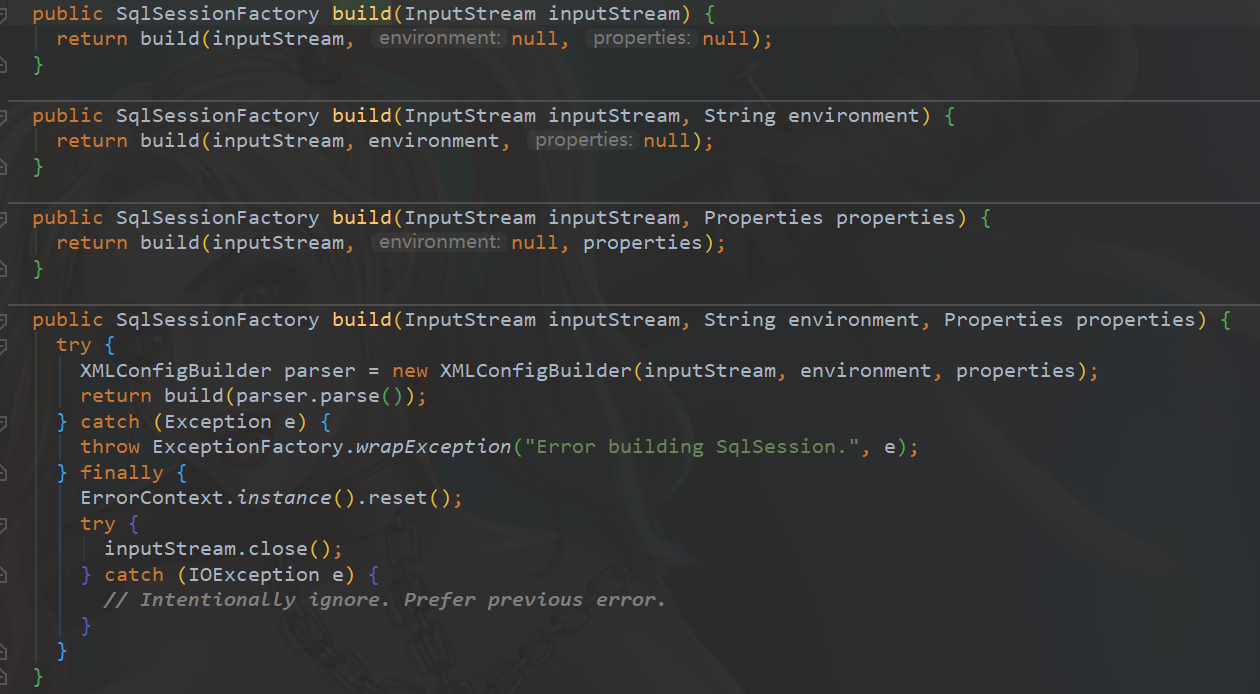 public SqlSessionFactory build(InputStream inputStream) {
return build(inputStream, environment: null, properties: null);
}
public SqlSessionFactory build(InputStream inputStream, String environment) {
return build(inputStream, environment, properties: null);
}
public SqlSessionFactory build(InputStream inputStream, Properties properties) {
return build(inputStream, environment: null, properties);
}
public SqlSessionFactory build(InputStream inputStream, String environment, Properties properties) {
try {
XMLConfigBuilder parser = new XMLConfigBuilder(inputStream, environment, properties);
return build(parser.parse());
} catch (Exception e) {
throw ExceptionFactory.wrapException("Error building SqlSession.", e);
} finally {
ErrorContext.instance().reset();
try {
inputStream.close();
} catch (IOException e) {
// Intentionally ignore. Prefer previous error.
}
}
}